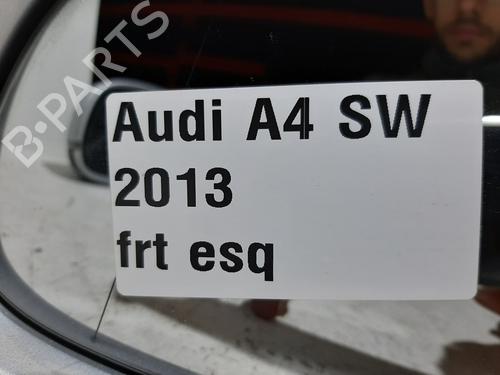 B-PARTS
Audi A4 SW
2013
frt esq